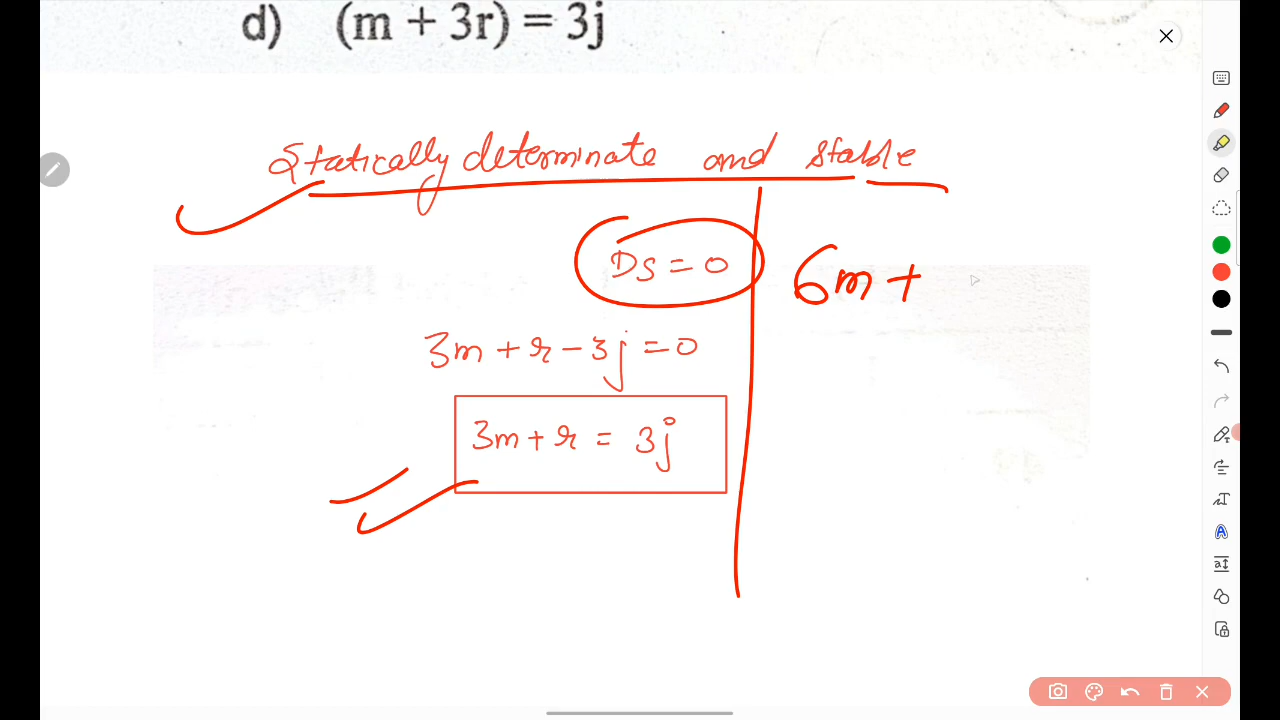 d) (m + 3r) = 3j
Statically determinate and stable
Ds = 0
6m +
3m + r - 3j = 0
3m + r = 3j